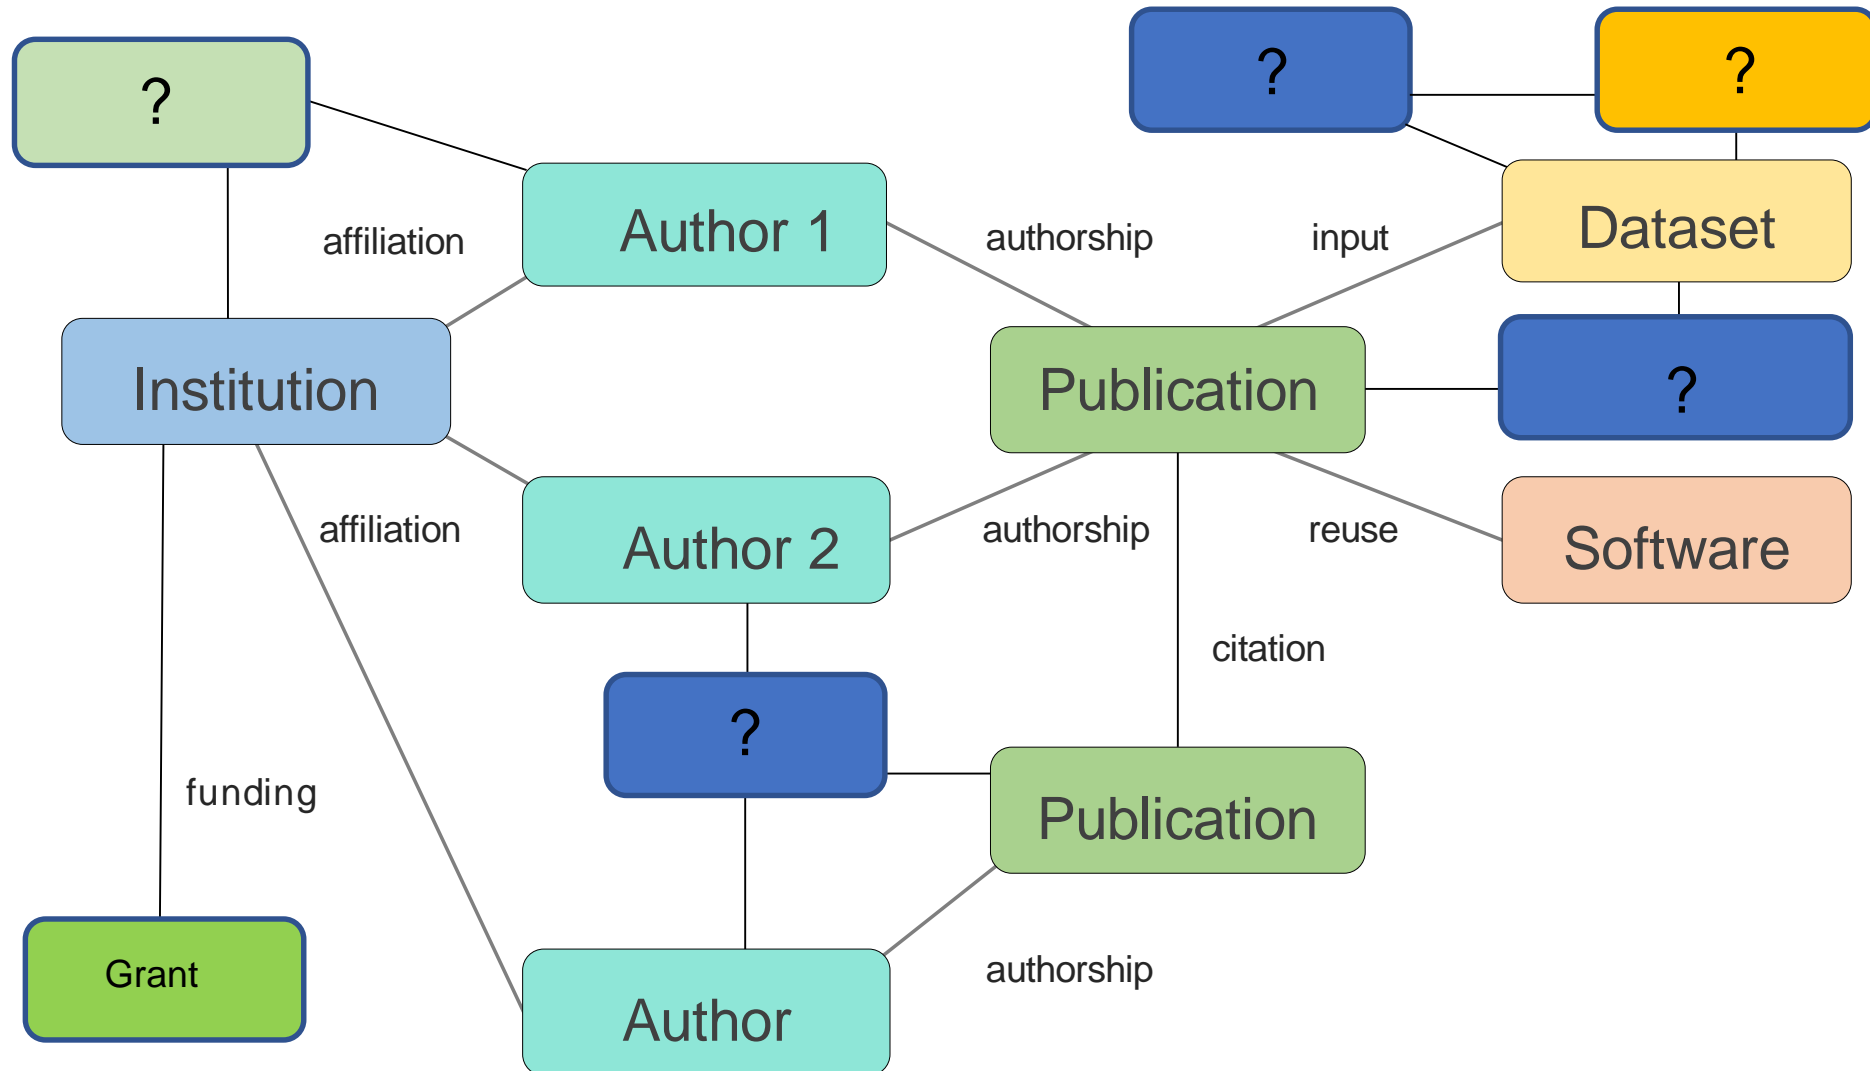 ?
?
?
Author 1
affiliation
authorship
input
Dataset
Institution
Publication
?
affiliation
Author 2
authorship
reuse
Software
citation
?
funding
Publication
Grant
authorship
Author